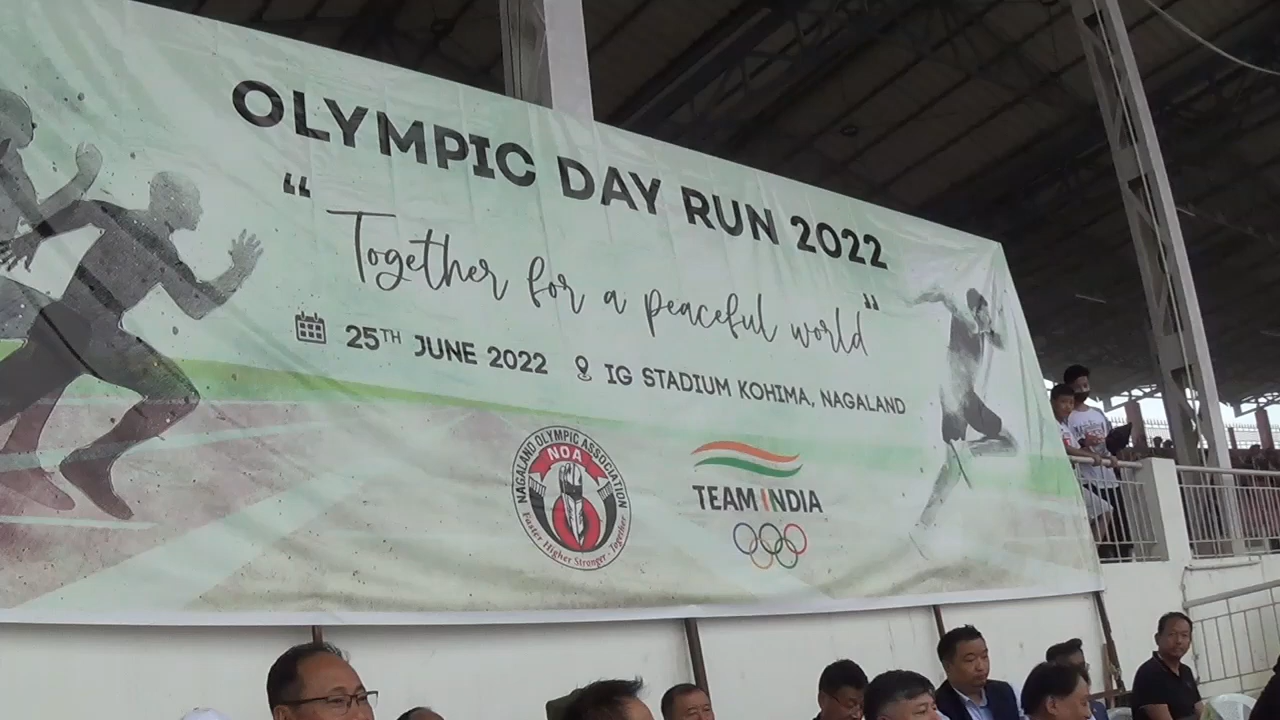 OLYMPIC DAY RUN 2022
“Together for a peaceful world”
25TH JUNE 2022 IG STADIUM KOHIMA, NAGALAND
NAGALAND OLYMPIC ASSOCIATION
NOA
Faster Higher Stronger - Together
TEAM INDIA